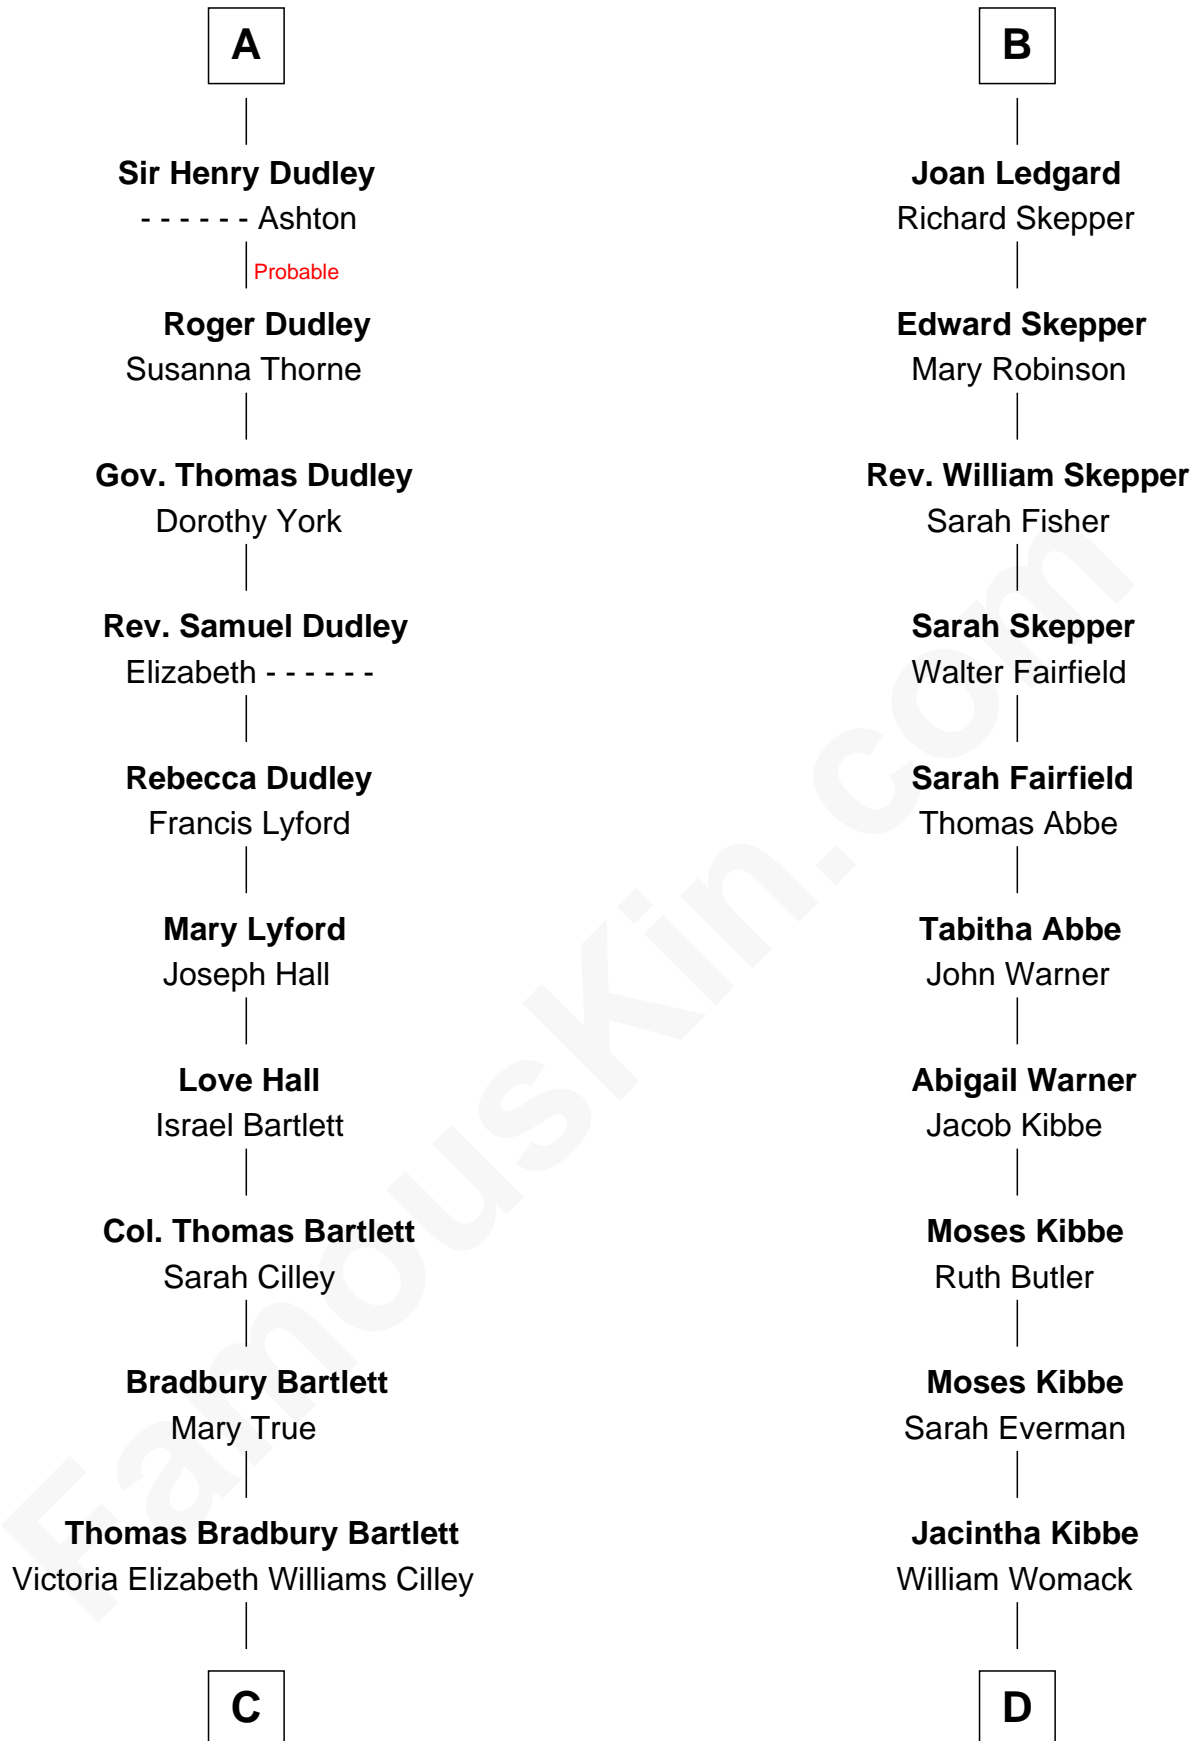 A
Sir Henry Dudley
- - - - - - Ashton
Probable
Roger Dudley
Susanna Thorne
Gov. Thomas Dudley
Dorothy York
Rev. Samuel Dudley
Elizabeth - - - - - -
Rebecca Dudley
Francis Lyford
Mary Lyford
Joseph Hall
Love Hall
Israel Bartlett
Col. Thomas Bartlett
Sarah Cilley
Bradbury Bartlett
Mary True
Thomas Bradbury Bartlett
Victoria Elizabeth Williams Cilley
C
B
Joan Ledgard
Richard Skepper
Edward Skepper
Mary Robinson
Rev. William Skepper
Sarah Fisher
Sarah Skepper
Walter Fairfield
Sarah Fairfield
Thomas Abbe
Tabitha Abbe
John Warner
Abigail Warner
Jacob Kibbe
Moses Kibbe
Ruth Butler
Moses Kibbe
Sarah Everman
Jacintha Kibbe
William Womack
D
FamousKin.com